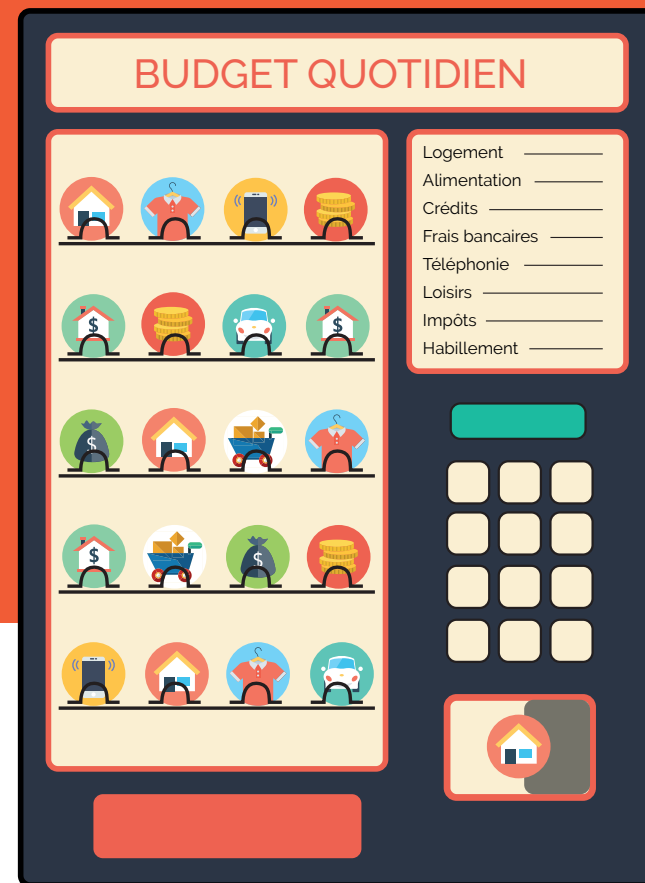 BUDGET QUOTIDIEN
Logement
Alimentation
Crédits
Frais bancaires
Téléphonie
Loisirs
Impôts
Habillement
$ $
$
$ $